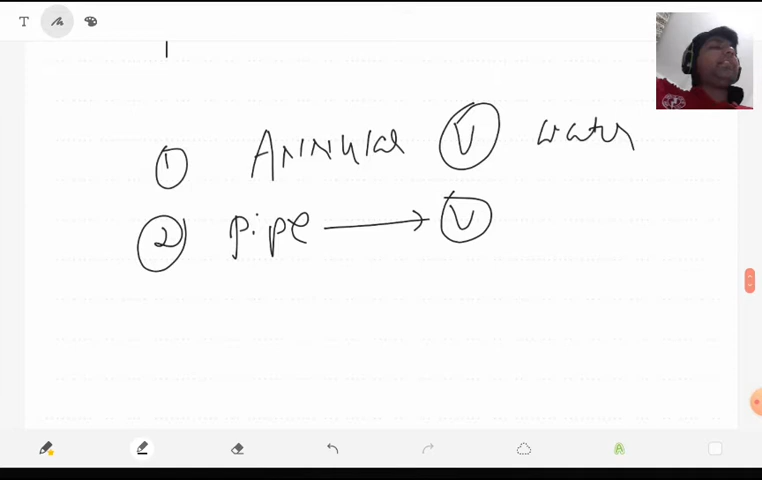 ① Annular Ⓥ water
② pipe → Ⓥ